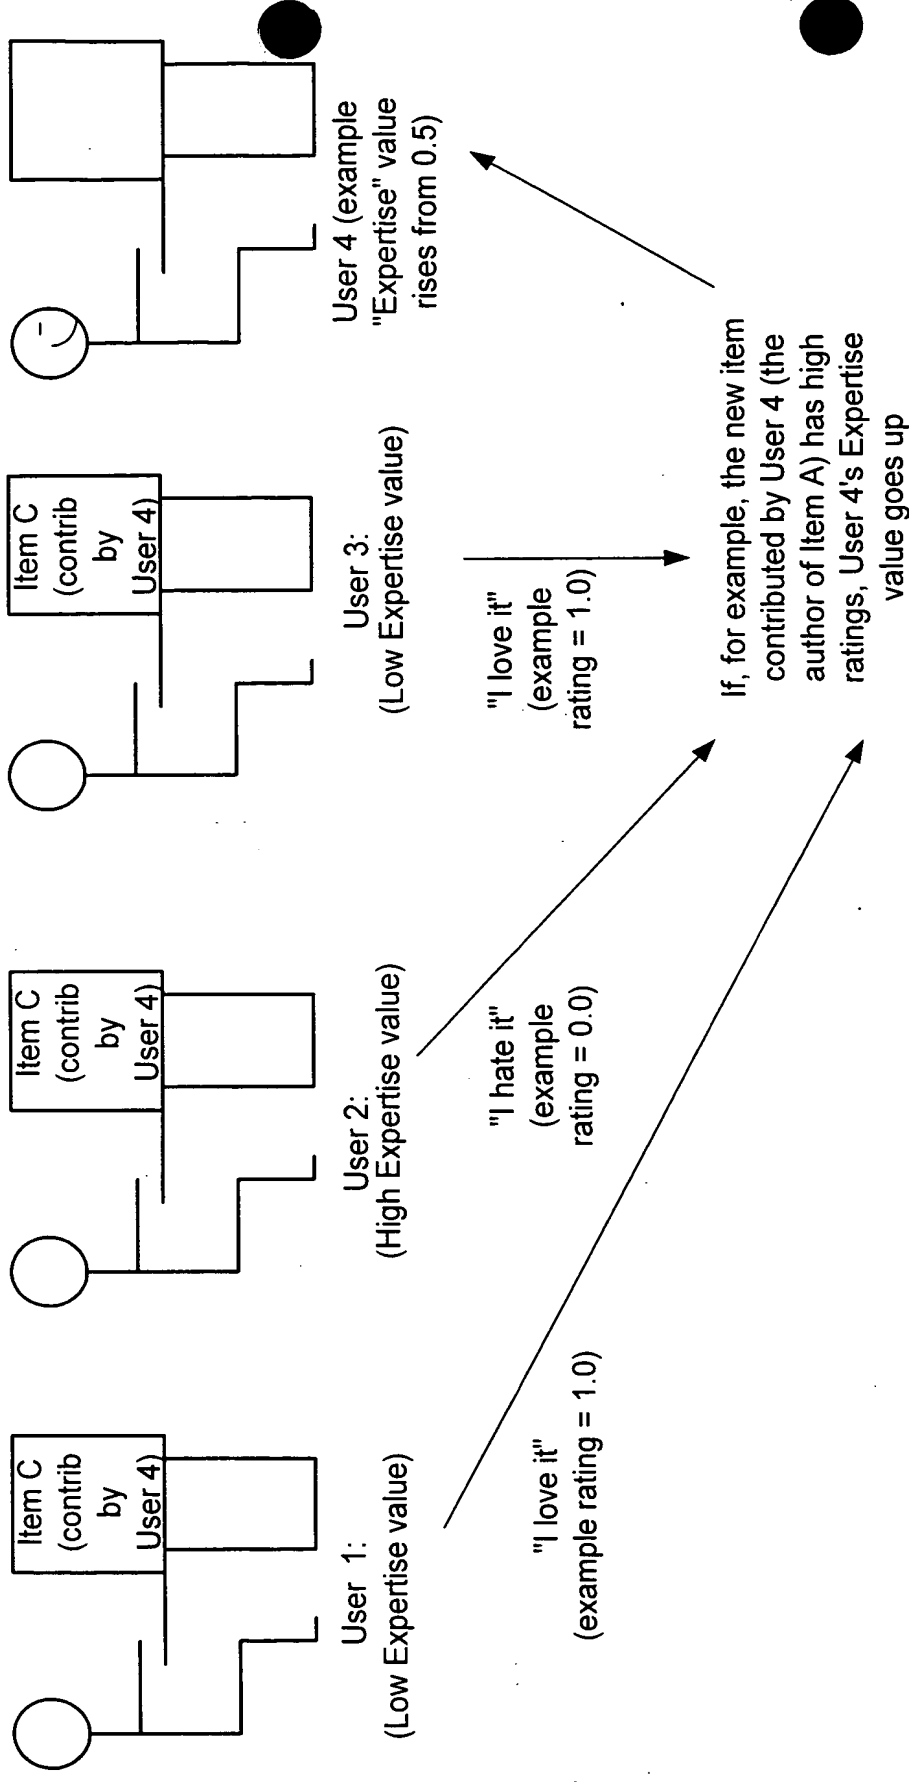 Item C
(contrib
by
User 4)
User 1:
(Low Expertise value)
"I love it"
(example rating = 1.0)
Item C
(contrib
by
User 4)
User 2:
(High Expertise value)
"I hate it"
(example
rating = 0.0)
Item C
(contrib
by
User 4)
User 3:
(Low Expertise value)
"I love it"
(example
rating = 1.0)
User 4 (example
"Expertise" value
rises from 0.5)
If, for example, the new item
contributed by User 4 (the
author of Item A) has high
ratings, User 4's Expertise
value goes up